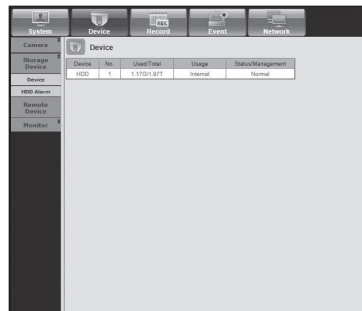 System Device Record Event Network
REC
Camera
Storage
Device
Device
HDD Alarm
Remote
Device
Monitor
Device
Device No. Used/Total Usage Status/Management
HDD 1 1.17G/1.97T Internal Normal